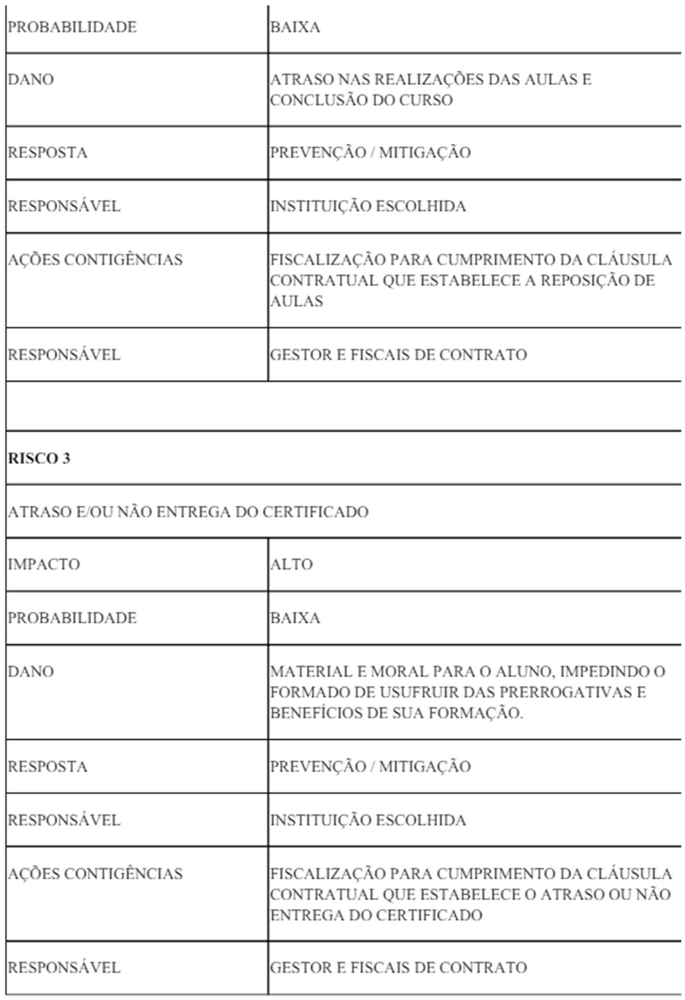 PROBABILIDADE BAIXA
DANO ATRASO NAS REALIZAÇÕES DAS AULAS E
CONCLUSÃO DO CURSO
RESPOSTA PREVENÇÃO / MITIGAÇÃO
RESPONSÁVEL INSTITUIÇÃO ESCOLHIDA
AÇÕES CONTIGÊNCIAS FISCALIZAÇÃO PARA CUMPRIMENTO DA CLÁUSULA
CONTRATUAL QUE ESTABELECE A REPOSIÇÃO DE
AULAS
RESPONSÁVEL GESTOR E FISCAIS DE CONTRATO
RISCO 3
ATRASO E/OU NÃO ENTREGA DO CERTIFICADO
IMPACTO ALTO
PROBABILIDADE BAIXA
DANO MATERIAL E MORAL PARA O ALUNO, IMPEDINDO O
FORMADO DE USUFRUIR DAS PRERROGATIVAS E
BENEFÍCIOS DE SUA FORMAÇÃO.
RESPOSTA PREVENÇÃO / MITIGAÇÃO
RESPONSÁVEL INSTITUIÇÃO ESCOLHIDA
AÇÕES CONTIGÊNCIAS FISCALIZAÇÃO PARA CUMPRIMENTO DA CLÁUSULA
CONTRATUAL QUE ESTABELECE O ATRASO OU NÃO
ENTREGA DO CERTIFICADO
RESPONSÁVEL GESTOR E FISCAIS DE CONTRATO